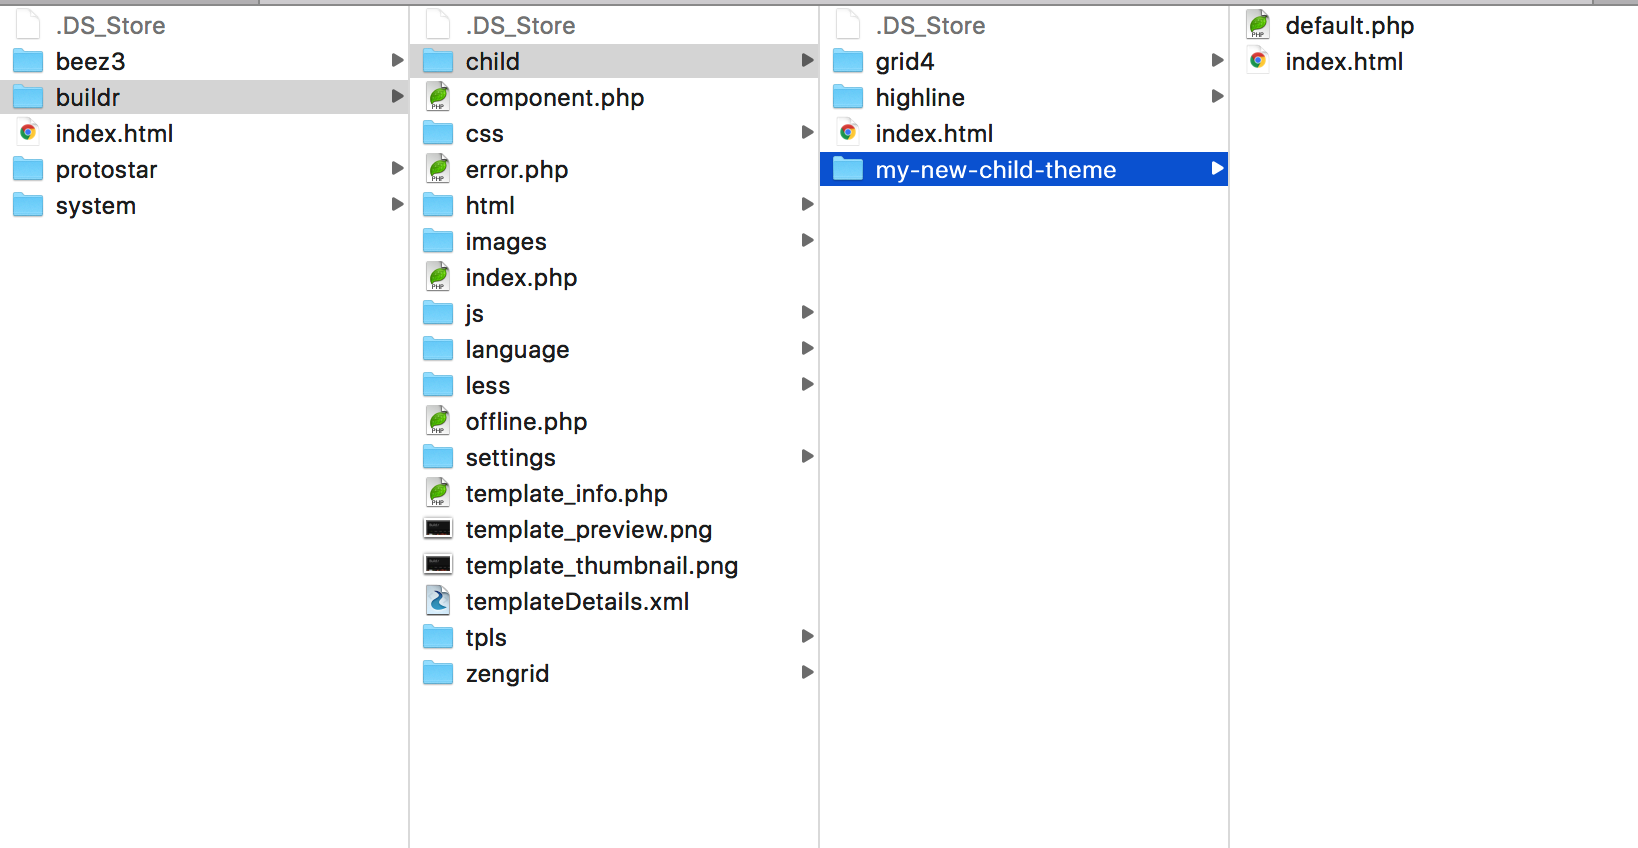 .DS_Store
beez3
buildr
index.html
protostar
system
.DS_Store
child
component.php
css
error.php
html
images
index.php
js
language
less
offline.php
settings
template_info.php
template_preview.png
template_thumbnail.png
templateDetails.xml
tpls
zengrid
.DS_Store
grid4
highline
index.html
my-new-child-theme
default.php
index.html